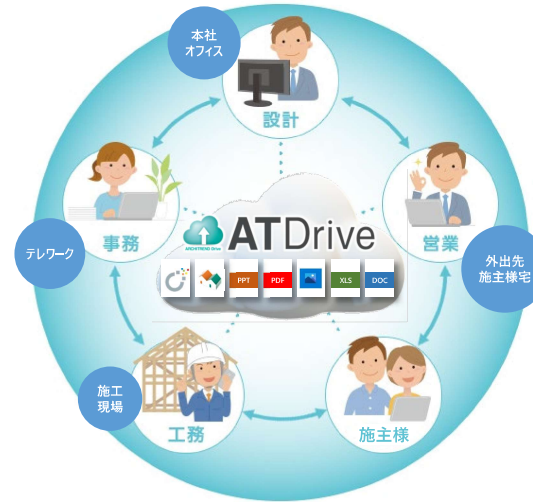 本社
オフィス
設計
事務
営業
テレワーク
外出先
施主様宅
ATDrive
ARCHITREND Drive
PPT
PDF
XLS
DOC
施工
現場
工務
施主様